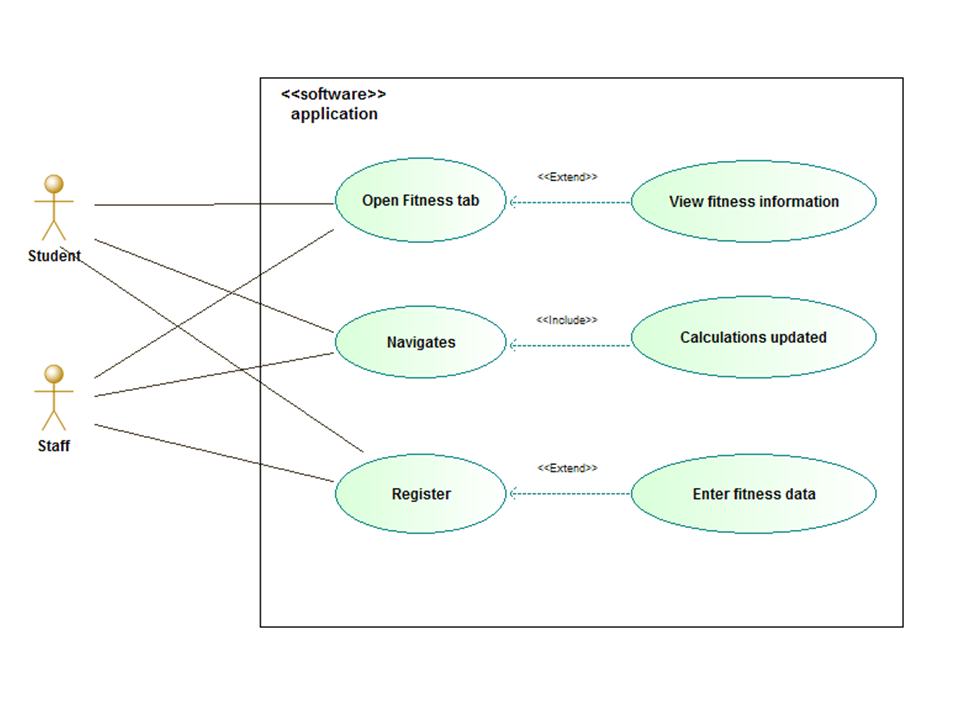 <<software>>
application
Open Fitness tab
<<Extend>>
View fitness information
Student
Navigates
<<Include>>
Calculations updated
Staff
Register
<<Extend>>
Enter fitness data